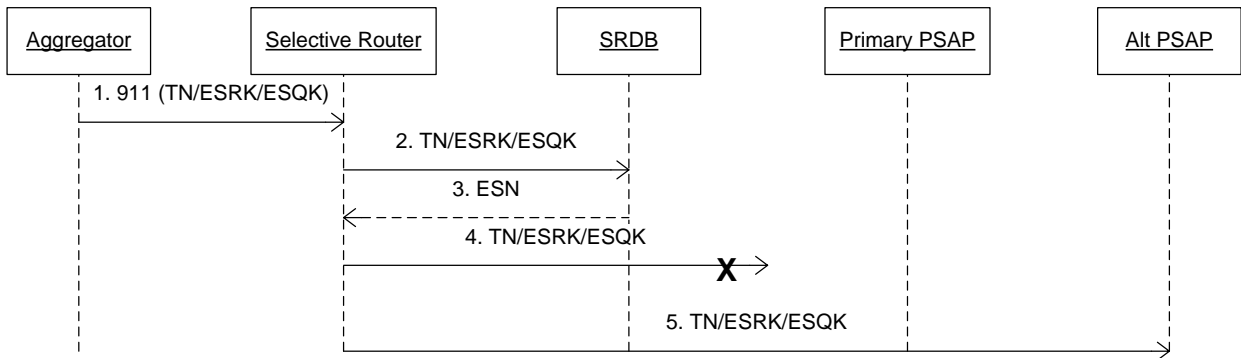 Aggregator
Selective Router
SRDB
Primary PSAP
Alt PSAP
1. 911 (TN/ESRK/ESQK)
2. TN/ESRK/ESQK
3. ESN
4. TN/ESRK/ESQK
X
5. TN/ESRK/ESQK